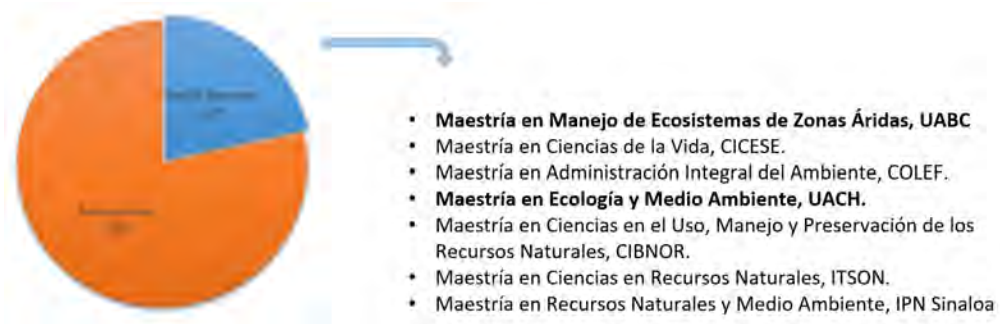 • Maestría en Manejo de Ecosistemas de Zonas Áridas, UABC
• Maestría en Ciencias de la Vida, CICESE.
• Maestría en Administración Integral del Ambiente, COLEF.
• Maestría en Ecología y Medio Ambiente, UACH.
• Maestría en Ciencias en el Uso, Manejo y Preservación de los
Recursos Naturales, CIBNOR.
• Maestría en Ciencias en Recursos Naturales, ITSON.
• Maestría en Recursos Naturales y Medio Ambiente, IPN Sinaloa